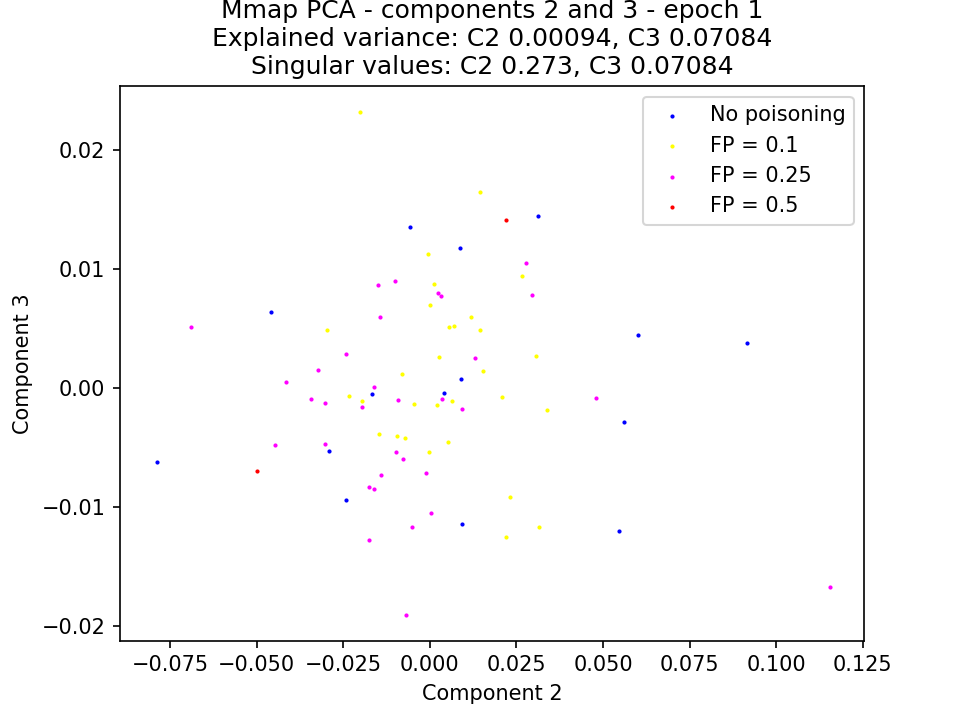 Mmap PCA - components 2 and 3 - epoch 1
Explained variance: C2 0.00094, C3 0.07084
Singular values: C2 0.273, C3 0.07084
No poisoning
FP = 0.1
FP = 0.25
FP = 0.5
0.02
0.01
0.00
−0.01
−0.02
Component 3
−0.075 −0.050 −0.025 0.000 0.025 0.050 0.075 0.100 0.125
Component 2